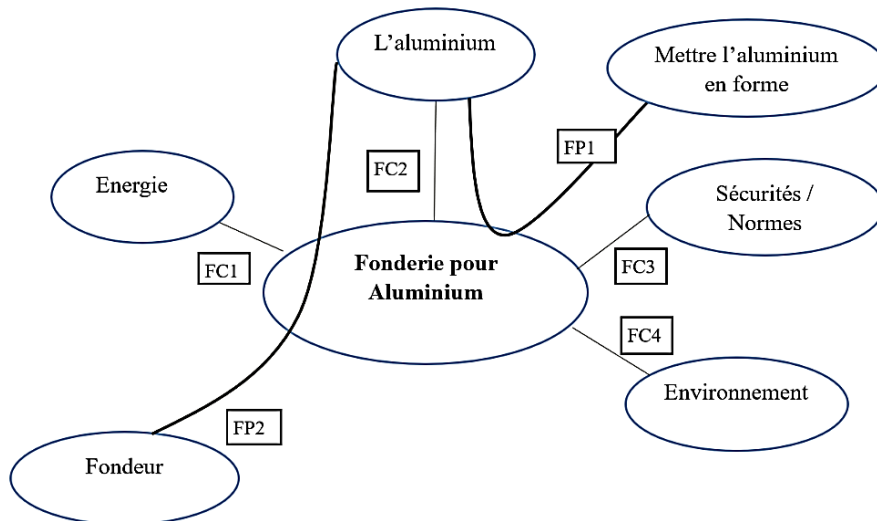 L’aluminium
Mettre l’aluminium
en forme
FP1
FC2
Energie
Sécurités /
Normes
FC1
Fonderie pour
Aluminium
FC3
FC4
Environnement
FP2
Fondeur